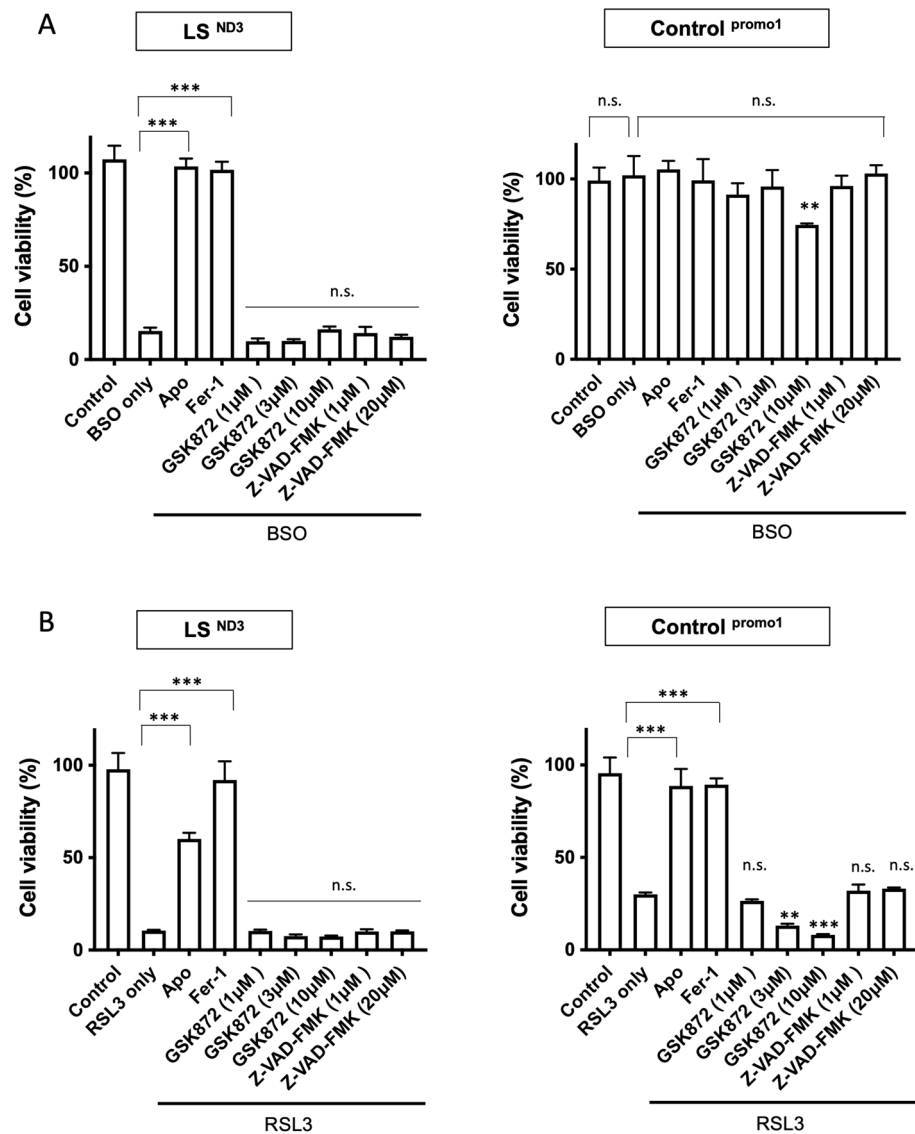 A
LS ND3
Control promo1
***
***
n.s.
n.s.
n.s.
**
Cell viability (%)
100
50
0
Control
BSO only
Apo
Fer-1
GSK872 (1µM )
GSK872 (3µM)
GSK872 (10µM)
Z-VAD-FMK (1µM )
Z-VAD-FMK (20µM)
BSO
Cell viability (%)
100
50
0
Control
BSO only
Apo
Fer-1
GSK872 (1µM )
GSK872 (3µM)
GSK872 (10µM)
Z-VAD-FMK (1µM )
Z-VAD-FMK (20µM)
BSO
B
LS ND3
Control promo1
***
***
n.s.
***
***
n.s.
**
***
n.s.
n.s.
Cell viability (%)
100
50
0
Control
RSL3 only
Apo
Fer-1
GSK872 (1µM )
GSK872 (3µM)
GSK872 (10µM)
Z-VAD-FMK (1µM )
Z-VAD-FMK (20µM)
RSL3
Cell viability (%)
100
50
0
Control
RSL3 only
Apo
Fer-1
GSK872 (1µM )
GSK872 (3µM)
GSK872 (10µM)
Z-VAD-FMK (1µM)
Z-VAD-FMK (20µM)
RSL3